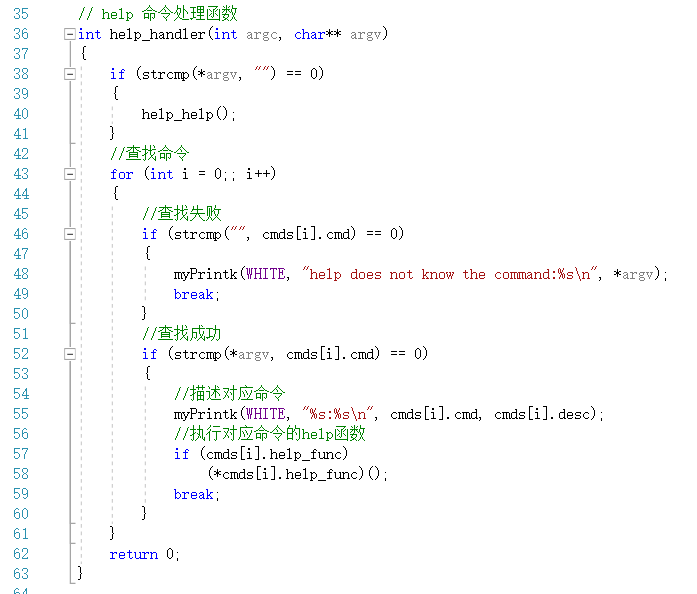 35 // help 命令处理函数
36 int help_handler(int argc, char** argv)
37 {
38 if (strcmp(*argv, "") == 0)
39 {
40 help_help();
41 }
42 //查找命令
43 for (int i = 0;; i++)
44 {
45 //查找失败
46 if (strcmp("", cmds[i].cmd) == 0)
47 {
48 myPrintk(WHITE, "help does not know the command:%s\n", *argv);
49 break;
50 }
51 //查找成功
52 if (strcmp(*argv, cmds[i].cmd) == 0)
53 {
54 //描述对应命令
55 myPrintk(WHITE, "%s:%s\n", cmds[i].cmd, cmds[i].desc);
56 //执行对应命令的help函数
57 if (cmds[i].help_func)
58 (*cmds[i].help_func)();
59 break;
60 }
61 }
62 return 0;
63 }
64